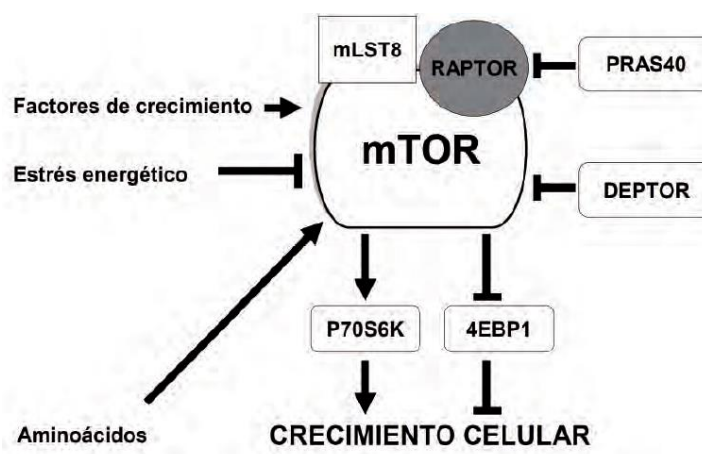 mLST8
RAPTOR
PRAS40
Factores de crecimiento
mTOR
Estrés energético
DEPTOR
P70S6K
4EBP1
Aminoácidos
CRECIMIENTO CELULAR